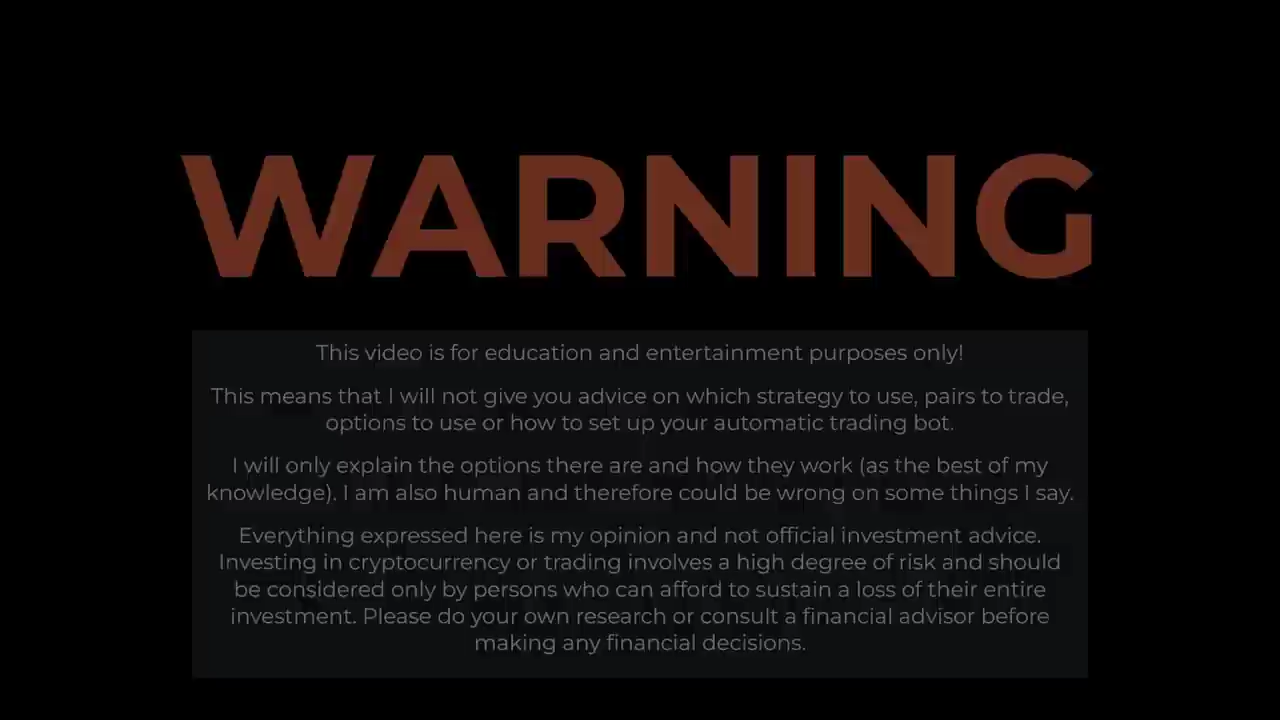 WARNING
This video is for education and entertainment purposes only!
This means that I will not give you advice on which strategy to use, pairs to trade,
options to use or how to set up your automatic trading bot.
I will only explain the options there are and how they work (as the best of my
knowledge). I am also human and therefore could be wrong on some things I say.
Everything expressed here is my opinion and not official investment advice.
Investing in cryptocurrency or trading involves a high degree of risk and should
be considered only by persons who can afford to sustain a loss of their entire
investment. Please do your own research or consult a financial advisor before
making any financial decisions.